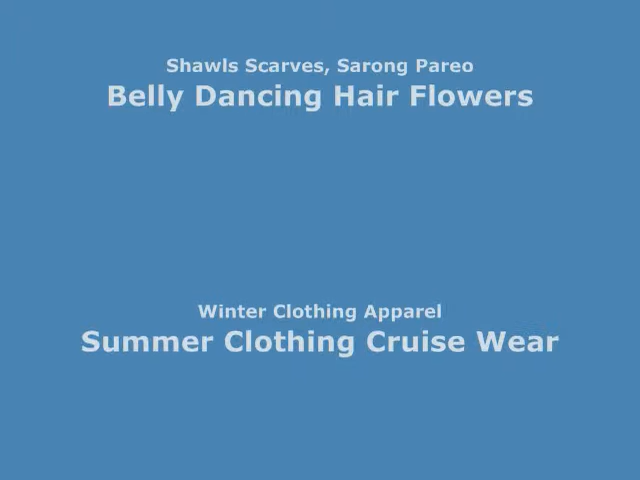 Shawls Scarves, Sarong Pareo
Belly Dancing Hair Flowers
Winter Clothing Apparel
Summer Clothing Cruise Wear